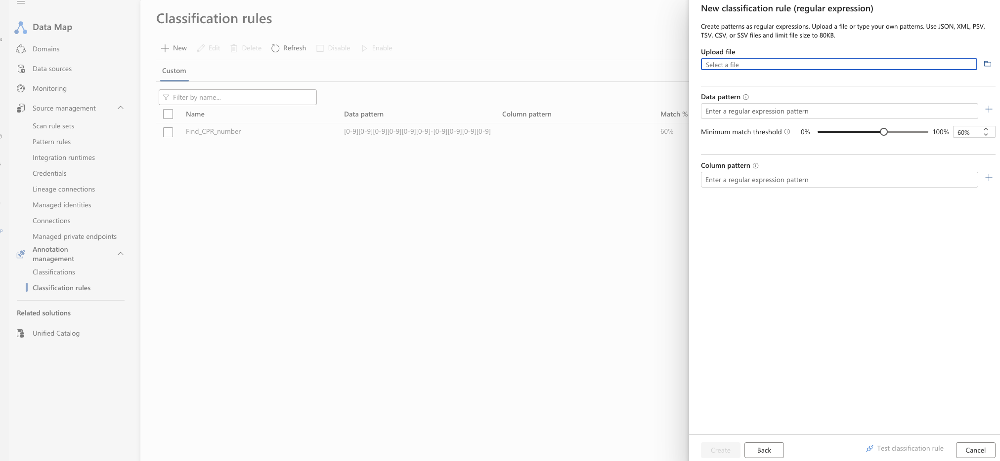 Data Map
Domains
Data sources
Monitoring
Source management
Scan rule sets
Pattern rules
Integration runtimes
Credentials
Lineage connections
Managed identities
Connections
Managed private endpoints
Annotation
management
Classifications
Classification rules
Related solutions
Unified Catalog
Classification rules
New Edit Delete Refresh Disable Enable
Custom
Filter by name...
Name Data pattern Column pattern Match %
Find_CPR_number [0-9][0-9][0-9][0-9][0-9][0-9]-[0-9][0-9][0-9][0-9] 60%
New classification rule (regular expression)
Create patterns as regular expressions. Upload a file or type your own patterns. Use JSON, XML, PSV,
TSV, CSV, or SSV files and limit file size to 80KB.
Upload file
Select a file
Data pattern
Enter a regular expression pattern
Minimum match threshold 0% 100% 60%
Column pattern
Enter a regular expression pattern
Create Back Test classification rule Cancel